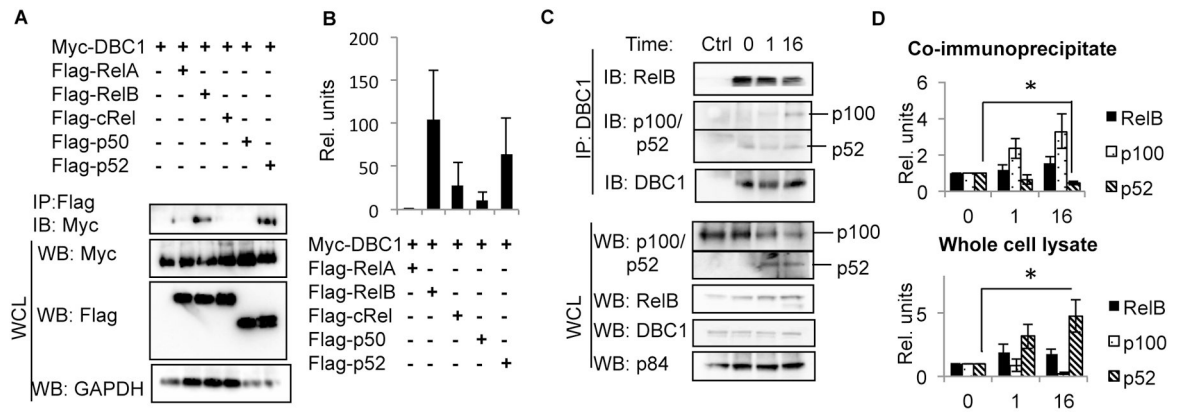 A
Myc-DBC1 + + + + + +
Flag-RelA - + - - - -
Flag-RelB - - + - - -
Flag-cRel - - - + - -
Flag-p50 - - - - + -
Flag-p52 - - - - - +
IP:Flag
IB: Myc
WCL
WB: Myc
WB: Flag
WB: GAPDH
B
Rel. units
200
150
100
50
0
Myc-DBC1 + + + + +
Flag-RelA + - - - -
Flag-RelB - + - - -
Flag-cRel - - + - -
Flag-p50 - - - + -
Flag-p52 - - - - +
C
Time: Ctrl 0 1 16
IP: DBC1
IB: RelB
IB: p100/
p52
p100
p52
IB: DBC1
WCL
WB: p100/
p52
p100
p52
WB: RelB
WB: DBC1
WB: p84
D
Co-immunoprecipitate
Rel. units
6
4
2
0
*
0 1 16
RelB
p100
p52
Whole cell lysate
Rel. units
5
0
*
0 1 16
RelB
p100
p52